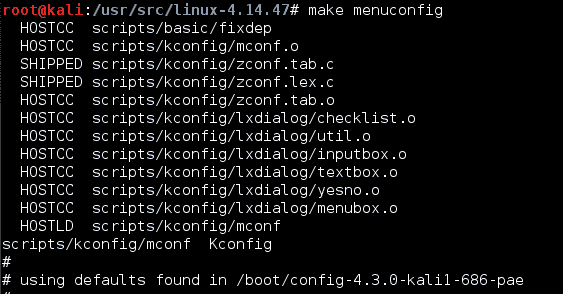 root@kali:/usr/src/linux-4.14.47# make menuconfig
HOSTCC scripts/basic/fixdep
HOSTCC scripts/kconfig/mconf.o
SHIPPED scripts/kconfig/zconf.tab.c
SHIPPED scripts/kconfig/zconf.lex.c
HOSTCC scripts/kconfig/zconf.tab.o
HOSTCC scripts/kconfig/lxdialog/checklist.o
HOSTCC scripts/kconfig/lxdialog/util.o
HOSTCC scripts/kconfig/lxdialog/inputbox.o
HOSTCC scripts/kconfig/lxdialog/textbox.o
HOSTCC scripts/kconfig/lxdialog/yesno.o
HOSTCC scripts/kconfig/lxdialog/menubox.o
HOSTLD scripts/kconfig/mconf
scripts/kconfig/mconf Kconfig
#
# using defaults found in /boot/config-4.3.0-kali1-686-pae
#